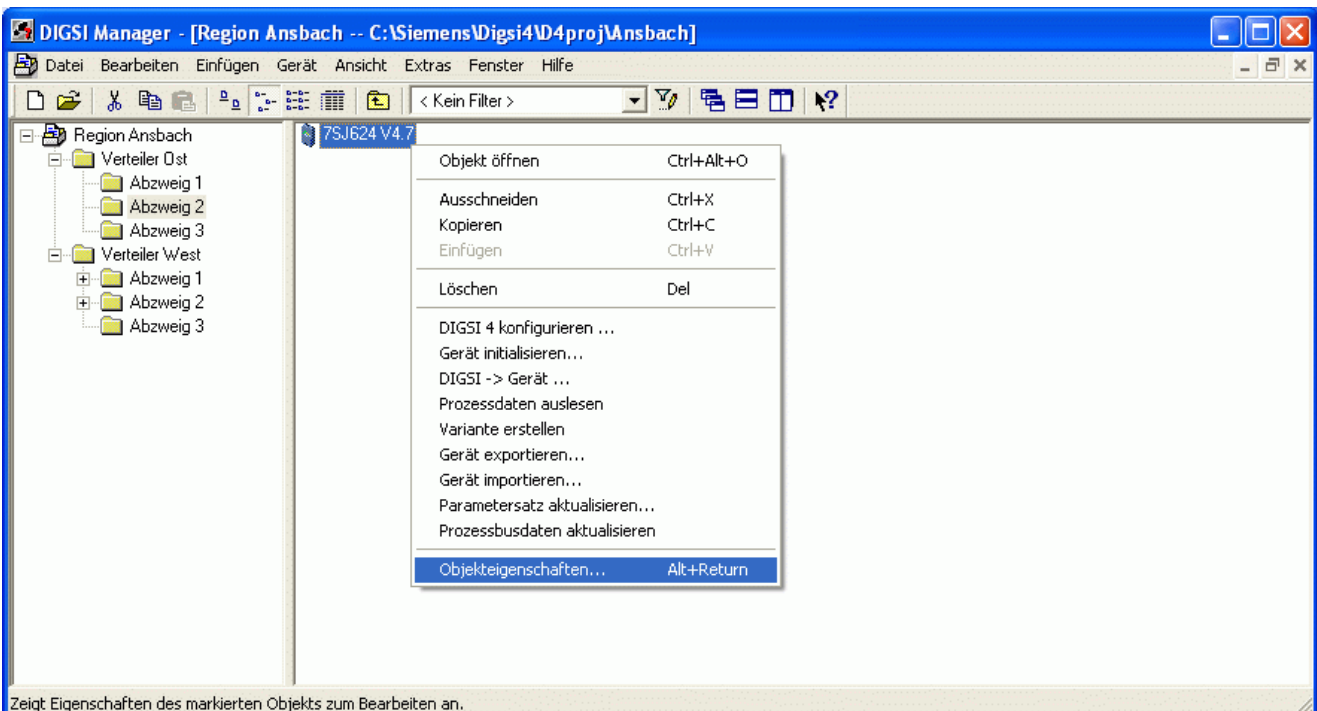 DIGSI Manager - [Region Ansbach -- C:\Siemens\Digsi4\D4proj\Ansbach]
Datei Bearbeiten Einfügen Gerät Ansicht Extras Fenster Hilfe
< Kein Filter >
Region Ansbach
Verteiler Ost
Abzweig 1
Abzweig 2
Abzweig 3
Verteiler West
Abzweig 1
Abzweig 2
Abzweig 3
7SJ624 V4.7
Objekt öffnen Ctrl+Alt+O
Ausschneiden Ctrl+X
Kopieren Ctrl+C
Einfügen Ctrl+V
Löschen Del
DIGSI 4 konfigurieren ...
Gerät initialisieren...
DIGSI -> Gerät ...
Prozessdaten auslesen
Variante erstellen
Gerät exportieren...
Gerät importieren...
Parametersatz aktualisieren...
Prozessbusdaten aktualisieren
Objekteigenschaften... Alt+Return
Zeigt Eigenschaften des markierten Objekts zum Bearbeiten an.